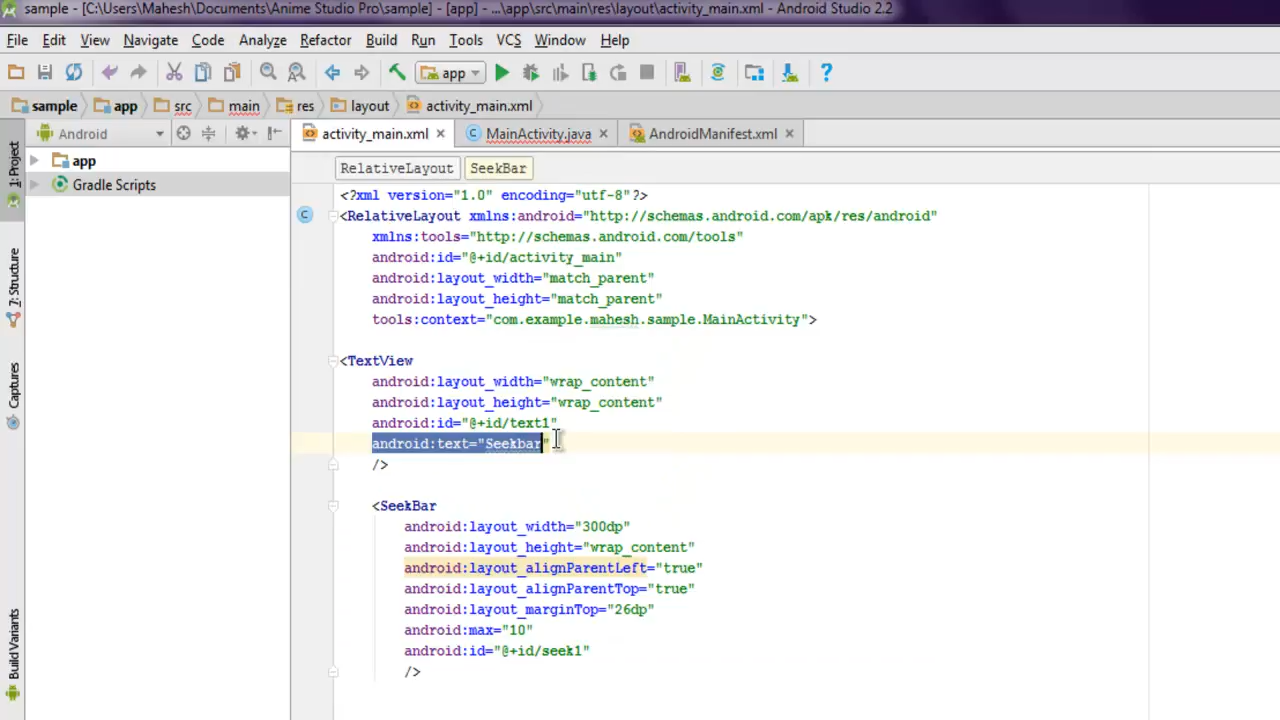 sample - [C:\Users\Mahesh\Documents\Anime Studio Pro\sample] - [app] - ...\app\src\main\res\layout\activity_main.xml - Android Studio 2.2
File Edit View Navigate Code Analyze Refactor Build Run Tools VCS Window Help
app
sample app src main res layout activity_main.xml
Android
activity_main.xml MainActivity.java AndroidManifest.xml
1: Project
7: Structure
Captures
Build Variants
app
Gradle Scripts
RelativeLayout SeekBar
<?xml version="1.0" encoding="utf-8"?>
<RelativeLayout xmlns:android="http://schemas.android.com/apk/res/android"
xmlns:tools="http://schemas.android.com/tools"
android:id="@+id/activity_main"
android:layout_width="match_parent"
android:layout_height="match_parent"
tools:context="com.example.mahesh.sample.MainActivity">
<TextView
android:layout_width="wrap_content"
android:layout_height="wrap_content"
android:id="@+id/text1"
android:text="Seekbar"
/>
<SeekBar
android:layout_width="300dp"
android:layout_height="wrap_content"
android:layout_alignParentLeft="true"
android:layout_alignParentTop="true"
android:layout_marginTop="26dp"
android:max="10"
android:id="@+id/seek1"
/>